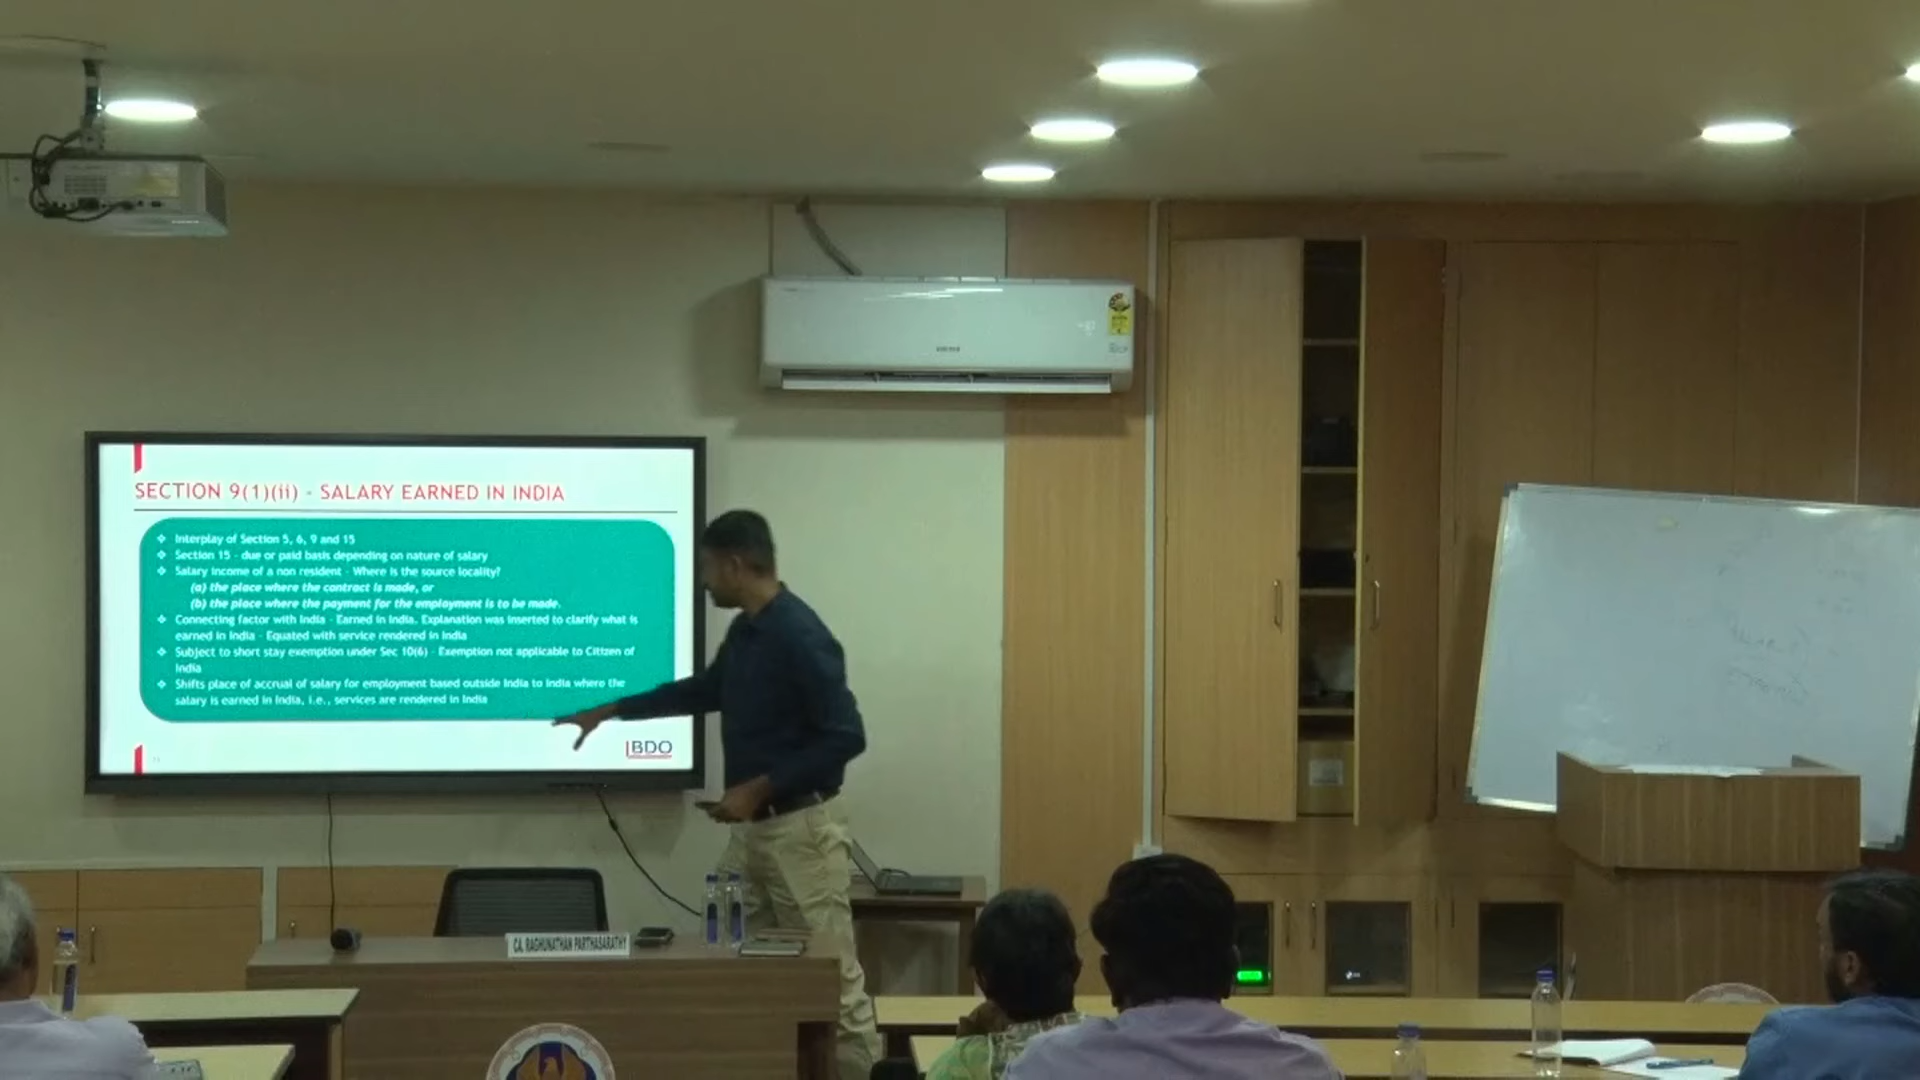 SECTION 9(1)(ii) - SALARY EARNED IN INDIA
❖ Interplay of Section 5, 6, 9 and 15
❖ Section 15 - due or paid basis depending on nature of salary
❖ Salary income of a non resident - Where is the source locality?
(a) the place where the contract is made, or
(b) the place where the payment for the employment is to be made.
❖ Connecting factor with India - Earned in India. Explanation was inserted to clarify what is
earned in India - Equated with service rendered in India
❖ Subject to short stay exemption under Sec 10(6) - Exemption not applicable to Citizen of
India
❖ Shifts place of accrual of salary for employment based outside India to India where the
salary is earned in India, i.e., services are rendered in India
BDO
CA. RAGHUNATHAN PARTHASARATHY